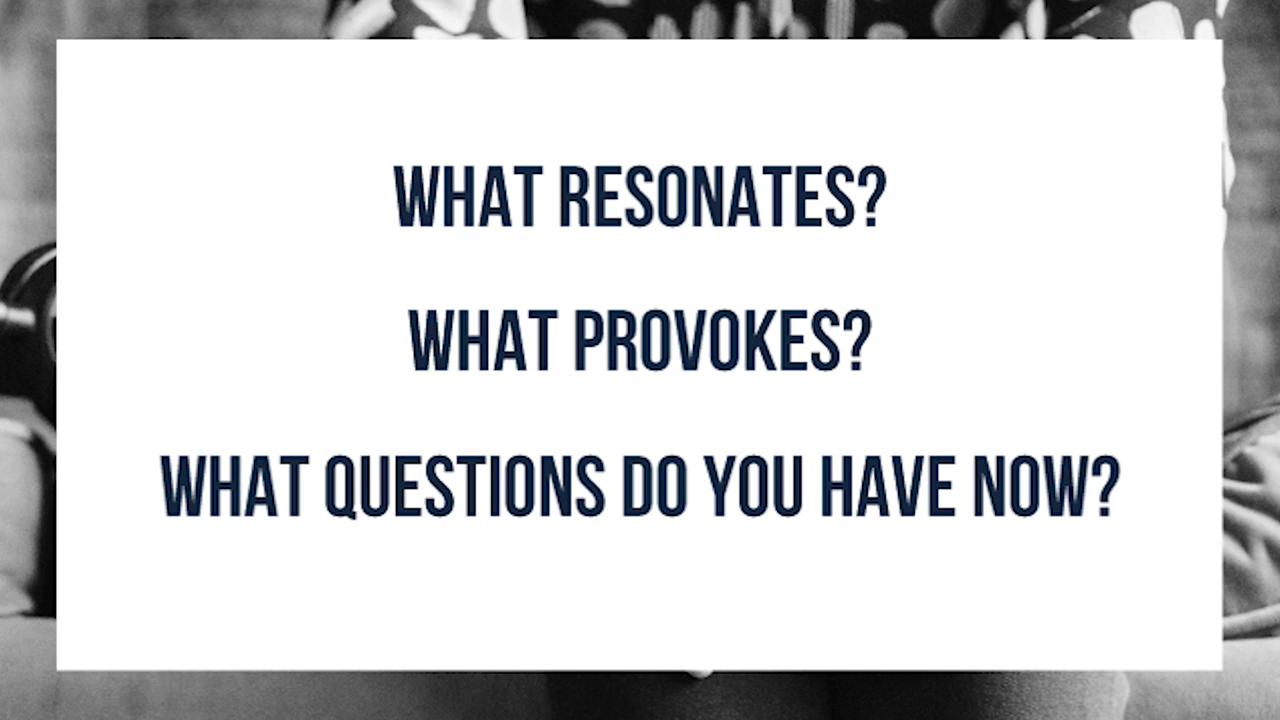 WHAT RESONATES?
WHAT PROVOKES?
WHAT QUESTIONS DO YOU HAVE NOW?